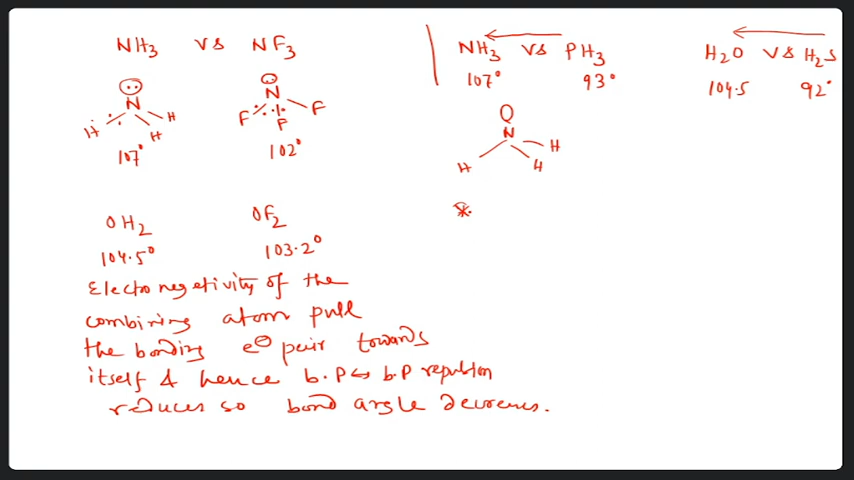 NH3 vs NF3
N
H H H
107°
N
F F F
102°
OH2 OF2
104.5° 103.2°
Electronegetivity of the
combining atom pull
the bonding e⊖ pair towards
itself & hence b.P ↔ b.P repulsion
reduces so bond angle decreases.
NH3 vs PH3
107° 93°
N
H H H
*
H2O vs H2S
104.5 92°